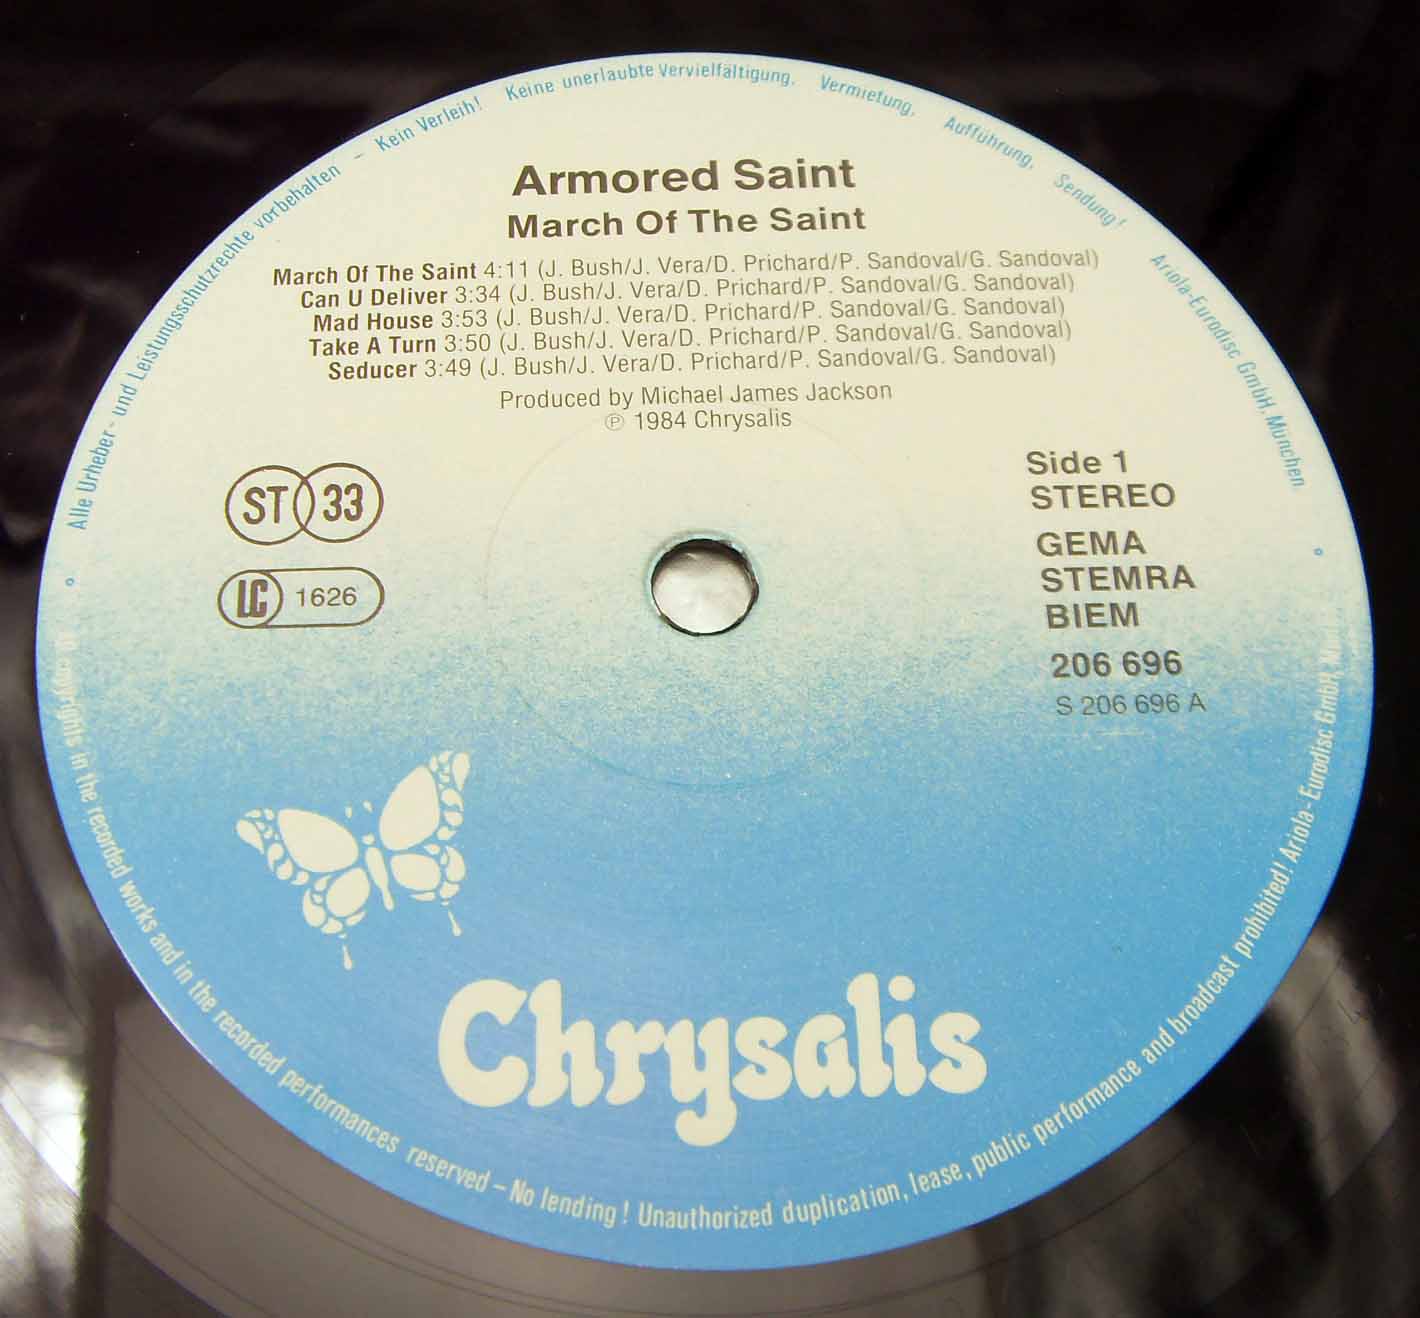 Alle Urheber- und Leistungsschutzrechte vorbehalten – Kein Verleih! Keine unerlaubte Vervielfältigung, Vermietung, Aufführung, Sendung! Ariola-Eurodisc GmbH, München.
Armored Saint
March Of The Saint
March Of The Saint 4:11 (J. Bush/J. Vera/D. Prichard/P. Sandoval/G. Sandoval)
Can U Deliver 3:34 (J. Bush/J. Vera/D. Prichard/P. Sandoval/G. Sandoval)
Mad House 3:53 (J. Bush/J. Vera/D. Prichard/P. Sandoval/G. Sandoval)
Take A Turn 3:50 (J. Bush/J. Vera/D. Prichard/P. Sandoval/G. Sandoval)
Seducer 3:49 (J. Bush/J. Vera/D. Prichard/P. Sandoval/G. Sandoval)
Produced by Michael James Jackson
℗ 1984 Chrysalis
ST 33
LC 1626
Side 1
STEREO
GEMA
STEMRA
BIEM
206 696
S 206 696 A
Chrysalis
copyrights in the recorded works and in the recorded performances reserved – No lending! Unauthorized duplication, lease, public performance and broadcast prohibited! Ariola-Eurodisc GmbH,